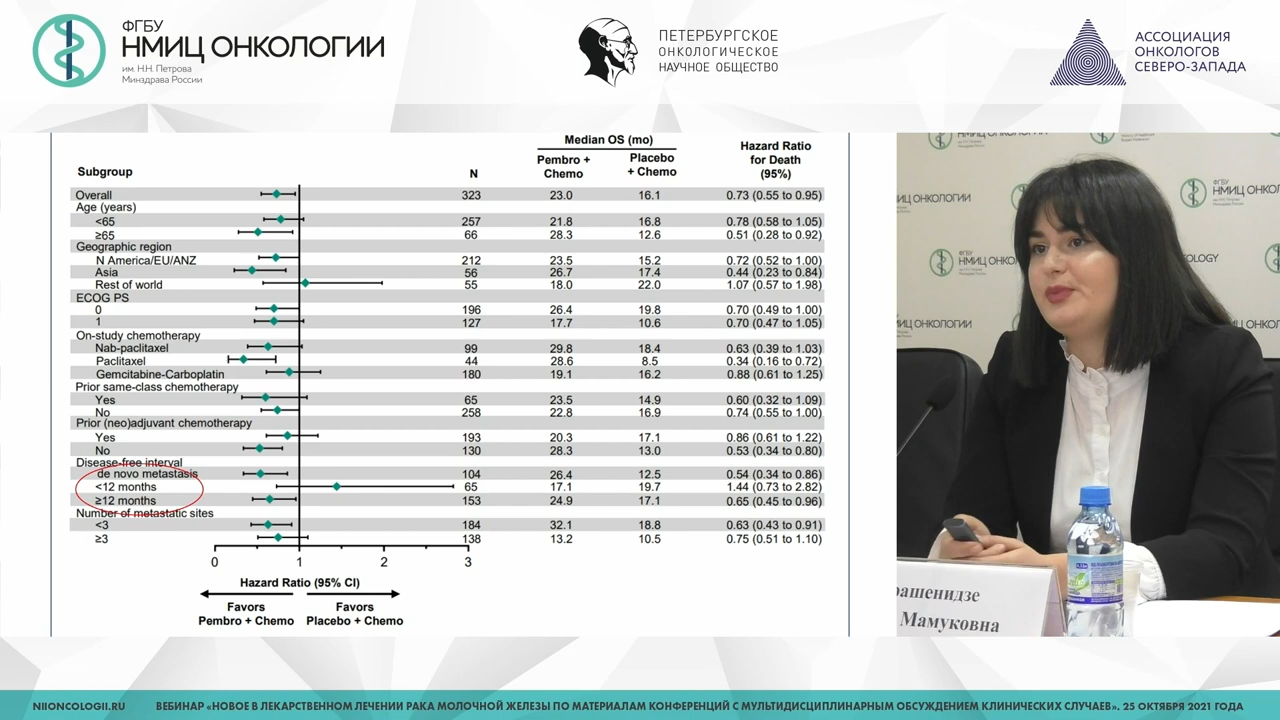 ФГБУ
НМИЦ ОНКОЛОГИИ
им. Н.Н. Петрова
Минздрава России
ПЕТЕРБУРГСКОЕ
ОНКОЛОГИЧЕСКОЕ
НАУЧНОЕ ОБЩЕСТВО
АССОЦИАЦИЯ
ОНКОЛОГОВ
СЕВЕРО-ЗАПАДА
Median OS (mo)
Subgroup N Pembro + Chemo Placebo + Chemo Hazard Ratio for Death (95%)
Overall 323 23.0 16.1 0.73 (0.55 to 0.95)
Age (years)
<65 257 21.8 16.8 0.78 (0.58 to 1.05)
≥65 66 28.3 12.6 0.51 (0.28 to 0.92)
Geographic region
N America/EU/ANZ 212 23.5 15.2 0.72 (0.52 to 1.00)
Asia 56 26.7 17.4 0.44 (0.23 to 0.84)
Rest of world 55 18.0 22.0 1.07 (0.57 to 1.98)
ECOG PS
0 196 26.4 19.8 0.70 (0.49 to 1.00)
1 127 17.7 10.6 0.70 (0.47 to 1.05)
On-study chemotherapy
Nab-paclitaxel 99 29.8 18.4 0.63 (0.39 to 1.03)
Paclitaxel 44 28.6 8.5 0.34 (0.16 to 0.72)
Gemcitabine-Carboplatin 180 19.1 16.2 0.88 (0.61 to 1.25)
Prior same-class chemotherapy
Yes 65 23.5 14.9 0.60 (0.32 to 1.09)
No 258 22.8 16.9 0.74 (0.55 to 1.00)
Prior (neo)adjuvant chemotherapy
Yes 193 20.3 17.1 0.86 (0.61 to 1.22)
No 130 28.3 13.0 0.53 (0.34 to 0.80)
Disease-free interval
de novo metastasis 104 26.4 12.5 0.54 (0.34 to 0.86)
<12 months 65 17.1 19.7 1.44 (0.73 to 2.82)
≥12 months 153 24.9 17.1 0.65 (0.45 to 0.96)
Number of metastatic sites
<3 184 32.1 18.8 0.63 (0.43 to 0.91)
≥3 138 13.2 10.5 0.75 (0.51 to 1.10)
0 1 2 3
Hazard Ratio (95% CI)
Favors Pembro + Chemo
Favors Placebo + Chemo
ФГБУ
НМИЦ ОНКО
НМИЦ ОНКОЛОГИИ
рашенидзе
Мамуковна
NIIONCOLOGII.RU ВЕБИНАР «НОВОЕ В ЛЕКАРСТВЕННОМ ЛЕЧЕНИИ РАКА МОЛОЧНОЙ ЖЕЛЕЗЫ ПО МАТЕРИАЛАМ КОНФЕРЕНЦИЙ С МУЛЬТИДИСЦИПЛИНАРНЫМ ОБСУЖДЕНИЕМ КЛИНИЧЕСКИХ СЛУЧАЕВ». 25 ОКТЯБРЯ 2021 ГОДА